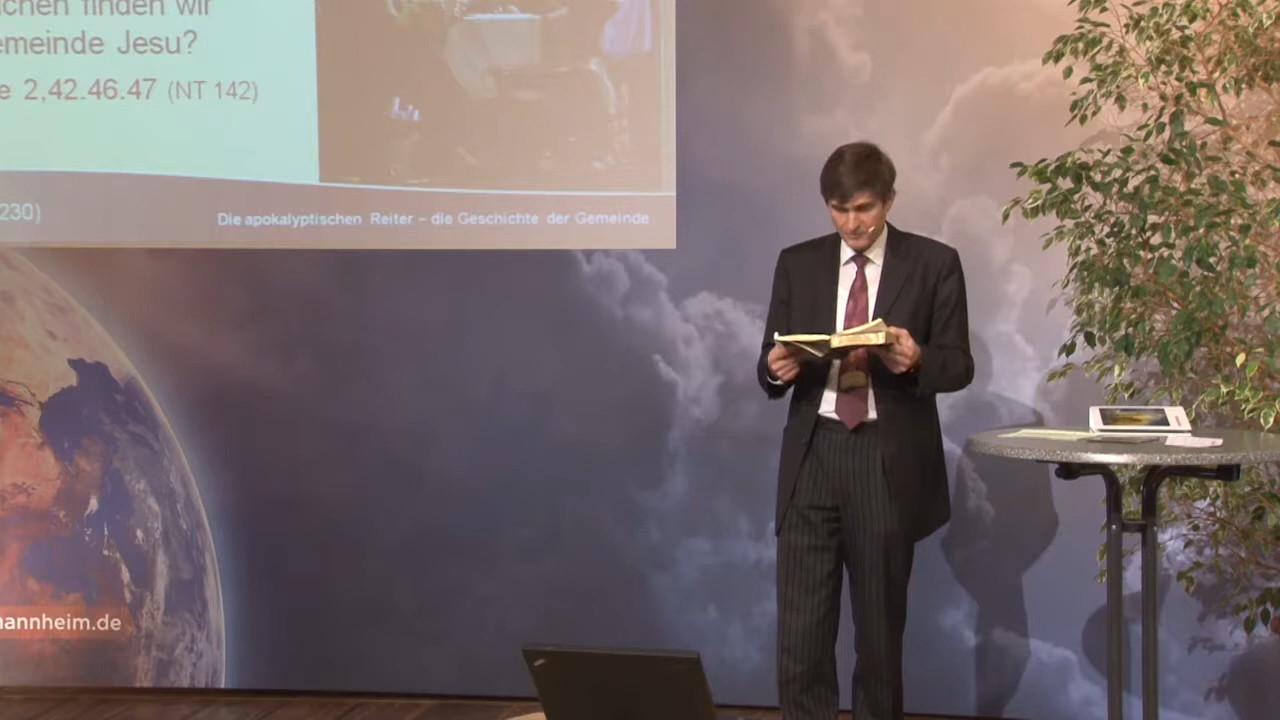 chen finden wir
emeinde Jesu?
e 2,42.46.47 (NT 142)
230)
Die apokalyptischen Reiter – die Geschichte der Gemeinde
mannheim.de